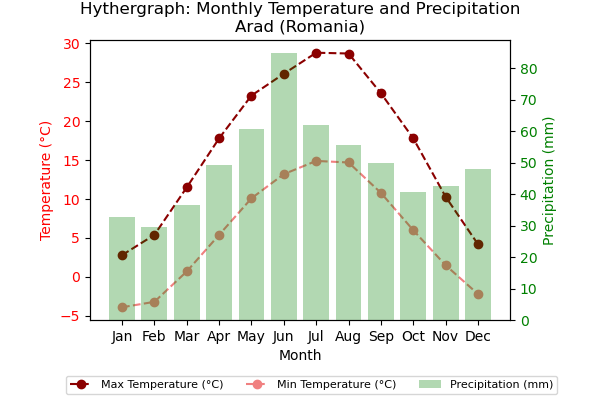 Hythergraph: Monthly Temperature and Precipitation
Arad (Romania)
Temperature (°C)
30
25
20
15
10
5
0
−5
80
70
60
50
40
30
20
10
0
Precipitation (mm)
Jan Feb Mar Apr May Jun Jul Aug Sep Oct Nov Dec
Month
Max Temperature (°C) Min Temperature (°C) Precipitation (mm)